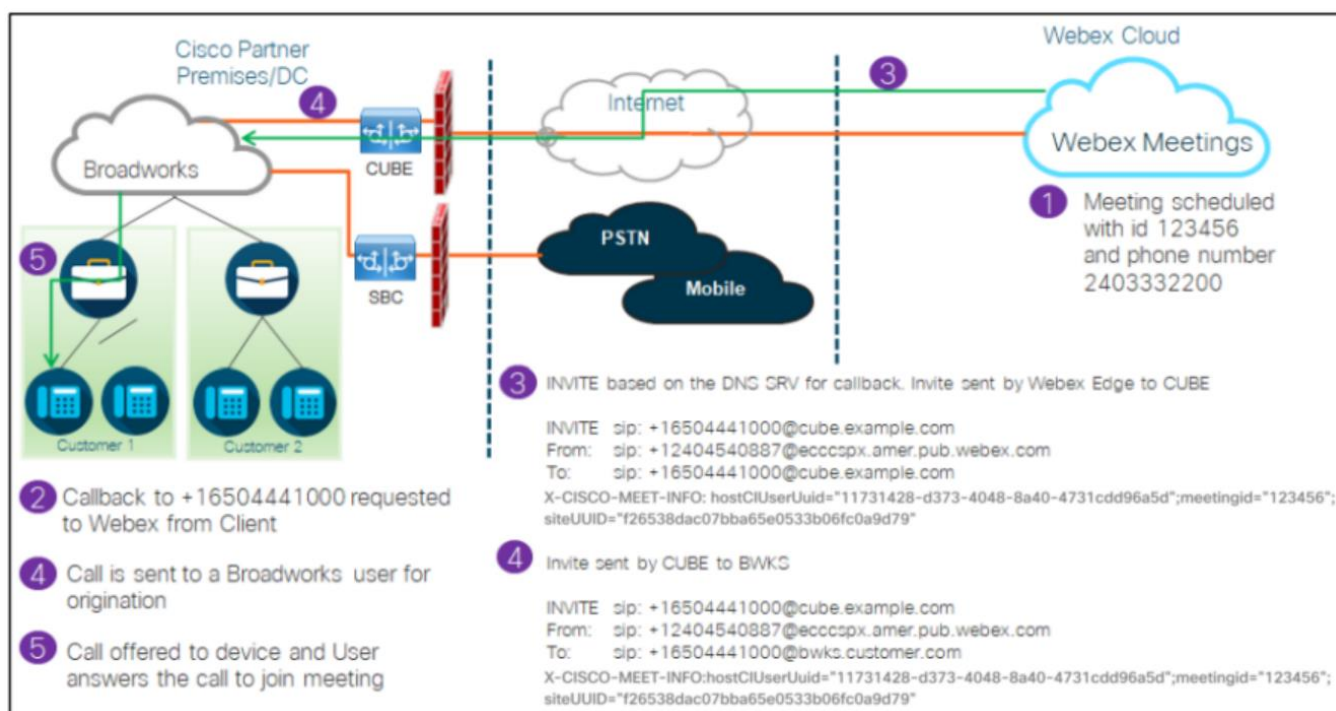 Cisco Partner
Premises/DC
Webex Cloud
4
3
Internet
Broadworks
CUBE
Webex Meetings
1 Meeting scheduled
with id 123456
and phone number
2403332200
5
SBC
PSTN
Mobile
Customer 1
Customer 2
3 INVITE based on the DNS SRV for callback. Invite sent by Webex Edge to CUBE
INVITE sip: +16504441000@cube.example.com
From: sip: +12404540887@ecccspx.amer.pub.webex.com
To: sip: +16504441000@cube.example.com
X-CISCO-MEET-INFO: hostCIUserUuid="11731428-d373-4048-8a40-4731cdd96a5d";meetingid="123456";
siteUUID="f26538dac07bba65e0533b06fc0a9d79"
2 Callback to +16504441000 requested
to Webex from Client
4 Call is sent to a Broadworks user for
origination
5 Call offered to device and User
answers the call to join meeting
4 Invite sent by CUBE to BWKS
INVITE sip: +16504441000@cube.example.com
From: sip: +12404540887@ecccspx.amer.pub.webex.com
To: sip: +16504441000@bwks.customer.com
X-CISCO-MEET-INFO:hostCIUserUuid="11731428-d373-4048-8a40-4731cdd96a5d";meetingid="123456";
siteUUID="f26538dac07bba65e0533b06fc0a9d79"